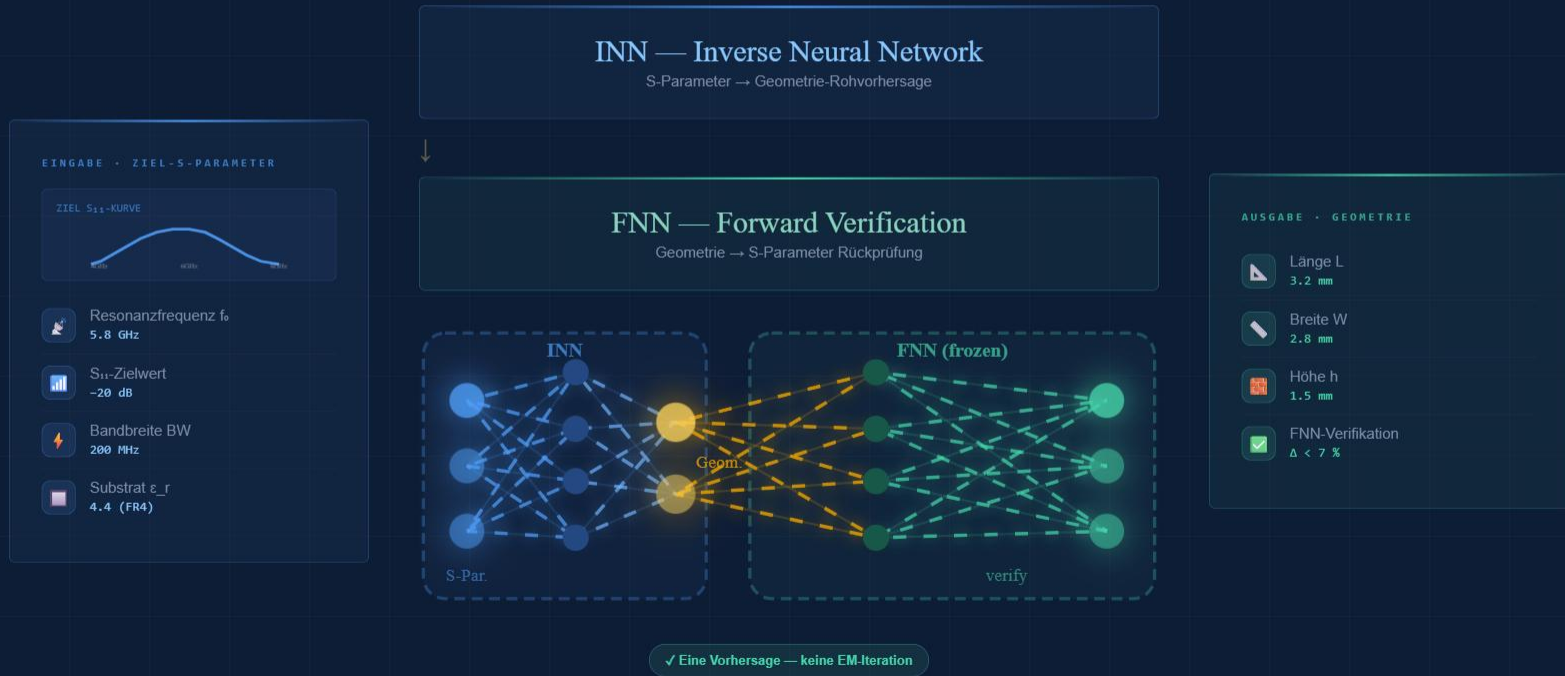 INN — Inverse Neural Network
S-Parameter → Geometrie-Rohvorhersage
EINGABE · ZIEL-S-PARAMETER
ZIEL S₁₁-KURVE
Resonanzfrequenz f₀
5.8 GHz
S₁₁-Zielwert
−20 dB
Bandbreite BW
200 MHz
Substrat ε_r
4.4 (FR4)
↓
FNN — Forward Verification
Geometrie → S-Parameter Rückprüfung
INN
FNN (frozen)
Geom.
S-Par.
verify
AUSGABE · GEOMETRIE
Länge L
3.2 mm
Breite W
2.8 mm
Höhe h
1.5 mm
FNN-Verifikation
Δ < 7 %
✓ Eine Vorhersage — keine EM-Iteration